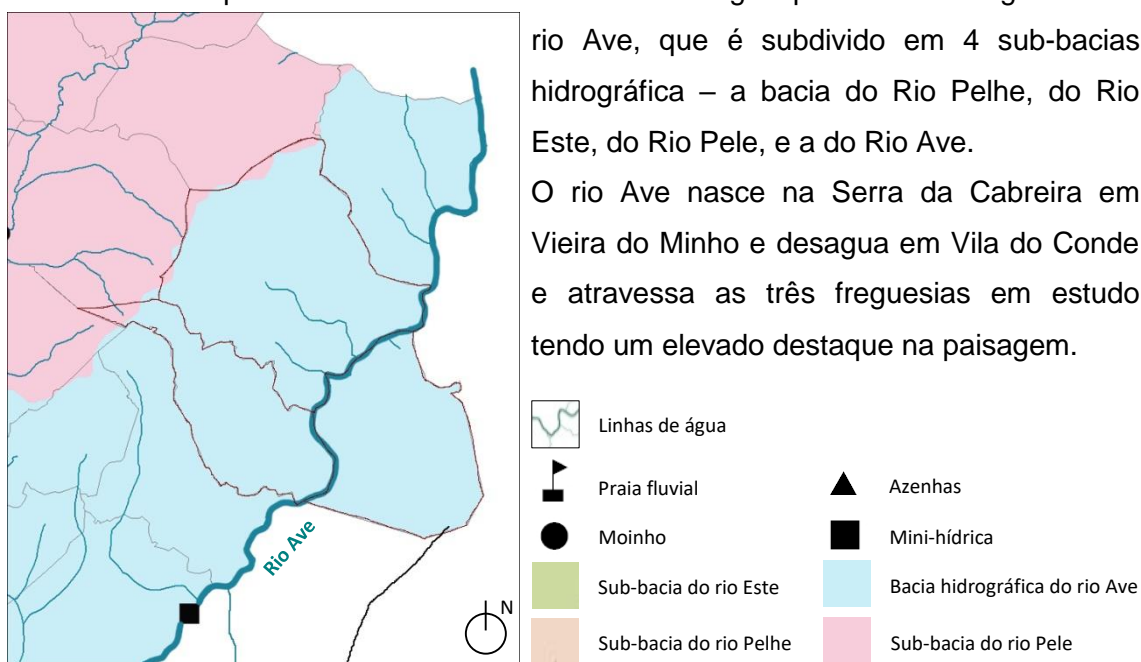 rio Ave, que é subdivido em 4 sub-bacias
hidrográfica – a bacia do Rio Pelhe, do Rio
Este, do Rio Pele, e a do Rio Ave.
O rio Ave nasce na Serra da Cabreira em
Vieira do Minho e desagua em Vila do Conde
e atravessa as três freguesias em estudo
tendo um elevado destaque na paisagem.
Rio Ave
N
Linhas de água
Praia fluvial
Azenhas
Moinho
Mini-hídrica
Sub-bacia do rio Este
Bacia hidrográfica do rio Ave
Sub-bacia do rio Pelhe
Sub-bacia do rio Pele